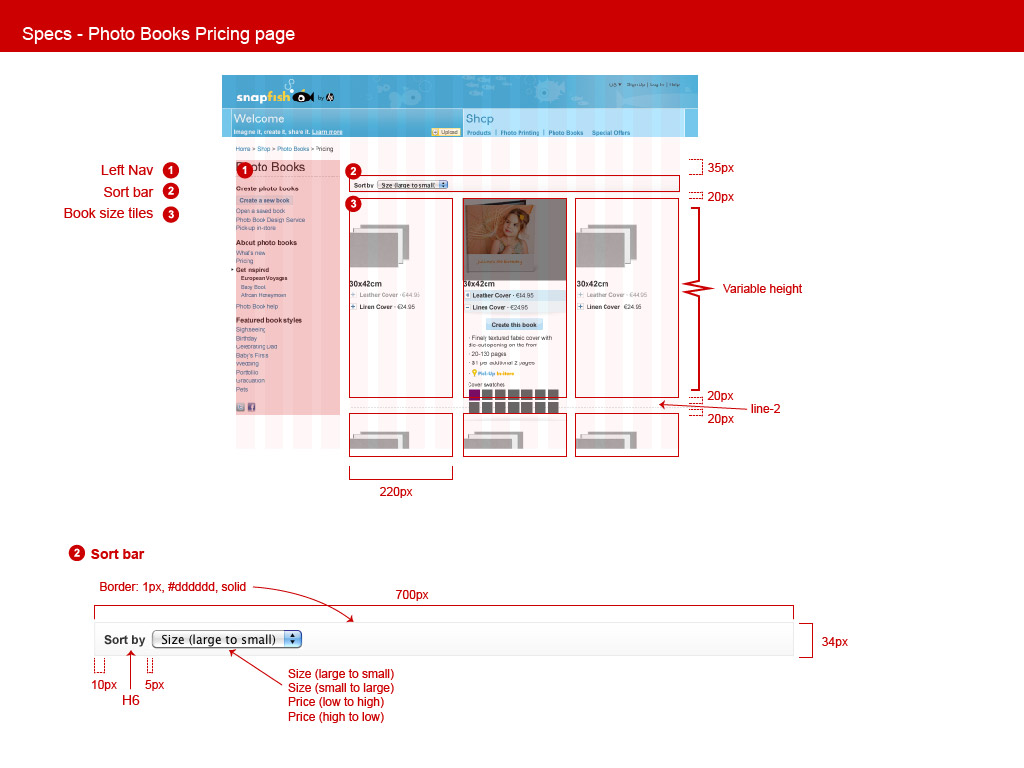 Specs - Photo Books Pricing page
snapfish by hp
US Sign Up | Log In | Help
Welcome
Imagine it, create it, share it. Learn more
Upload
Shop
Products | Photo Printing | Photo Books Special Offers
Home > Shop > Photo Books > Pricing
Left Nav 1
Sort bar 2
Book size tiles 3
1
Photo Books
Create photo books
Create a new book
Open a saved book
Photo Book Design Service
Pick-up in-store
About photo books
What's new
Pricing
Get inspired
European Voyages
Baby Book
African Honeymoon
Photo Book help
Featured book styles
Sightseeing
Birthday
Celebrating Dad
Baby's First
Wedding
Portfolio
Graduation
Pets
2
Sort by Size (large to small)
3
30x42cm
Leather Cover - €44.95
Linen Cover - €24.95
30x42cm
Leather Cover - €34.95
Linen Cover - €24.95
Create this book
Finely textured fabric cover with
die-cut opening on the front
20-130 pages
$1 per additional 2 pages
Pick-Up In-Store
Cover swatches
30x42cm
Leather Cover - €44.95
Linen Cover - €24.95
35px
20px
Variable height
20px
line-2
20px
220px
2 Sort bar
Border: 1px, #dddddd, solid
700px
Sort by Size (large to small)
34px
10px
5px
H6
Size (large to small)
Size (small to large)
Price (low to high)
Price (high to low)